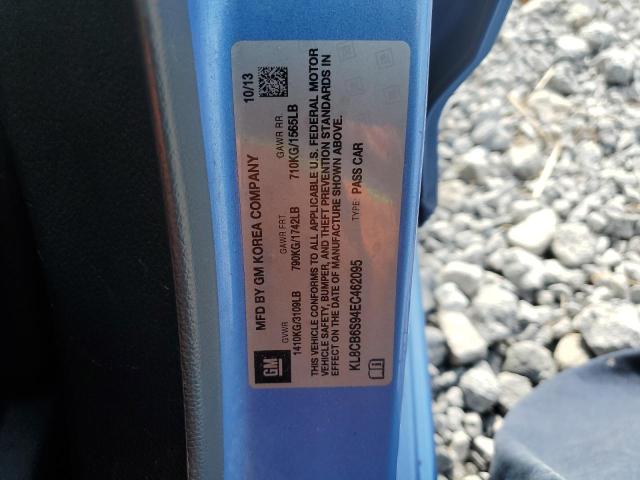 GM
MFD BY GM KOREA COMPANY
10/13
GVWR
GAWR FRT
GAWR RR.
1410KG/3109LB
790KG/1742LB
710KG/1565LB
THIS VEHICLE CONFORMS TO ALL APPLICABLE U.S. FEDERAL MOTOR
VEHICLE SAFETY, BUMPER, AND THEFT PREVENTION STANDARDS IN
EFFECT ON THE DATE OF MANUFACTURE SHOWN ABOVE.
KL8CB6S94EC462095
TYPE: PASS CAR